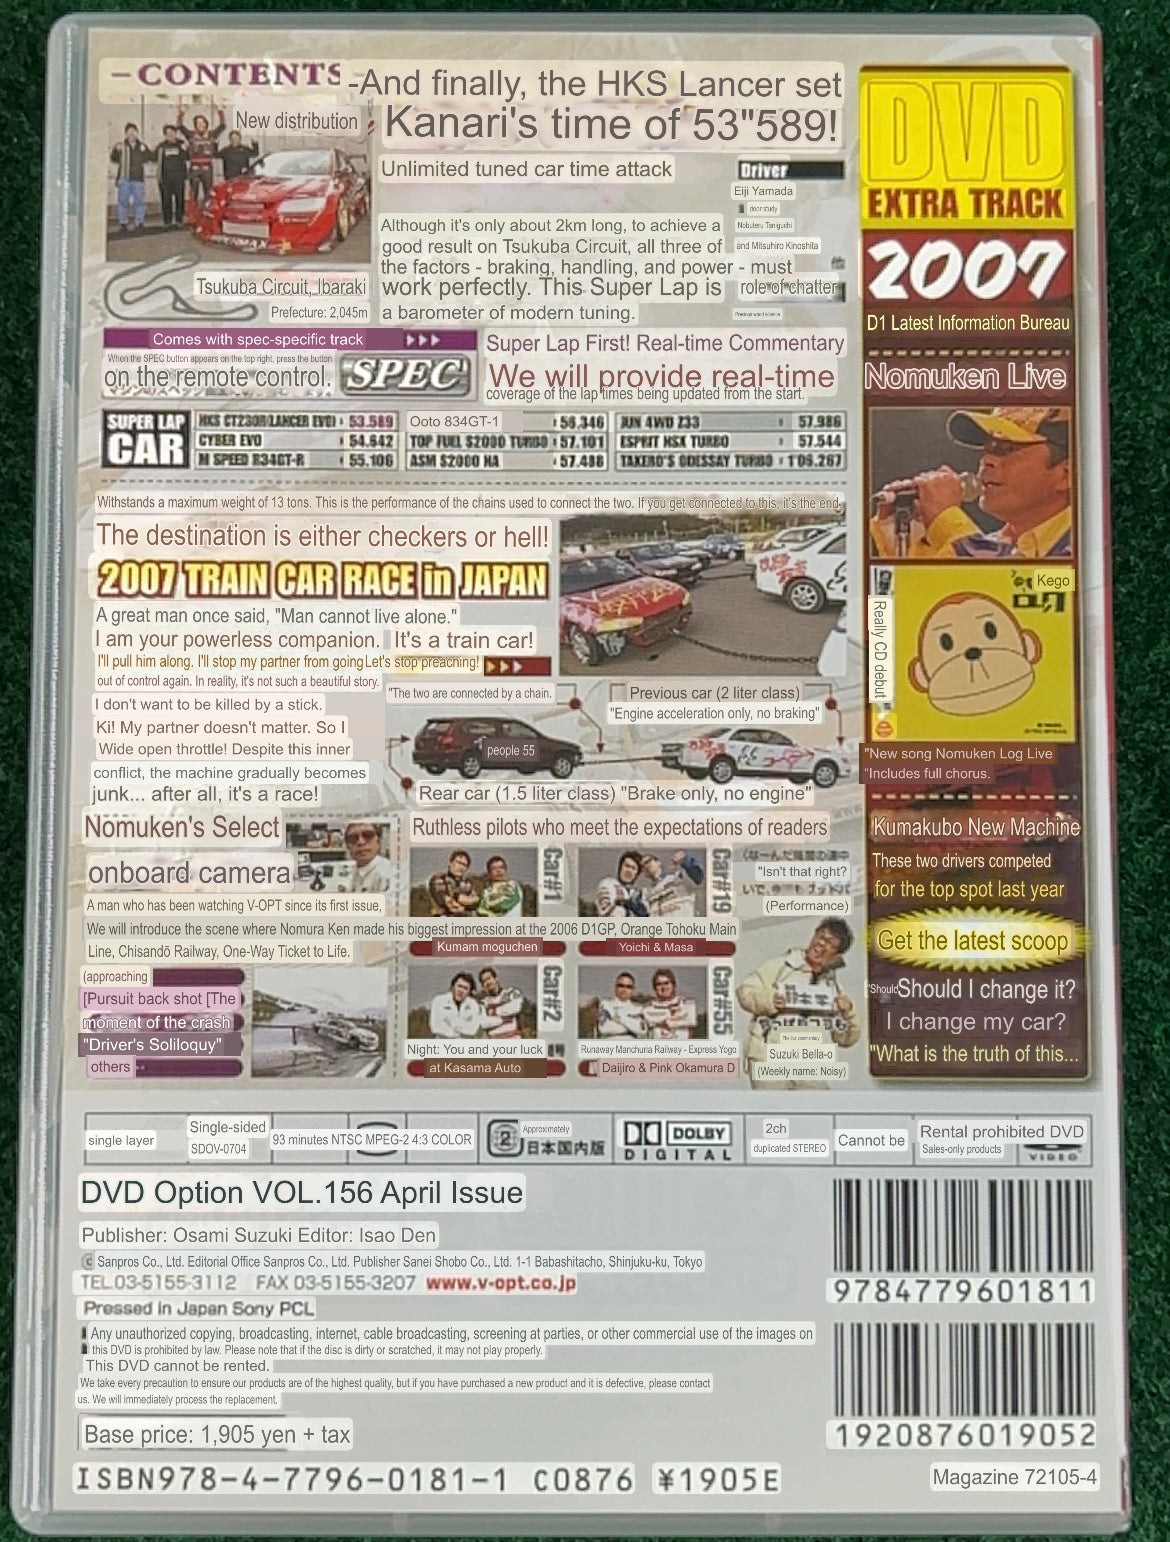 CONTENTS
-And finally, the HKS Lancer set
Kanari's time of 53"589!
New distribution
Unlimited tuned car time attack
Driver
Eiji Yamada
door study
Nobuteru Taniguchi
and Mitsuhiro Kinoshita
role of chatter
Precious word science
Although it's only about 2km long, to achieve a
good result on Tsukuba Circuit, all three of
the factors - braking, handling, and power - must
work perfectly. This Super Lap is
a barometer of modern tuning.
Tsukuba Circuit, Ibaraki
Prefecture: 2,045m
Comes with spec-specific track
When the SPEC button appears on the top right, press the button
on the remote control.
SPEC
Super Lap First! Real-time Commentary
We will provide real-time
coverage of the lap times being updated from the start.
SUPER LAP
CAR
HKS CT230R(LANCER EVO) 53.589
CYBER EVO 54.642
M SPEED R34GT-R 55.106
Ooto 834GT-1 56.346
TOP FUEL S2000 TURBO 57.101
ASM S2000 NA 57.486
JUN 4WD Z33 57.986
ESPRIT NSX TURBO 57.544
TAKERO'S ODESSAY TURBO 1'06.267
Withstands a maximum weight of 13 tons. This is the performance of the chains used to connect the two. If you get connected to this, it's the end.
The destination is either checkers or hell!
2007 TRAIN CAR RACE in JAPAN
A great man once said, "Man cannot live alone."
I am your powerless companion. It's a train car!
I'll pull him along. I'll stop my partner from going Let's stop preaching!
out of control again. In reality, it's not such a beautiful story.
I don't want to be killed by a stick.
Ki! My partner doesn't matter. So I
Wide open throttle! Despite this inner
conflict, the machine gradually becomes
junk... after all, it's a race!
"The two are connected by a chain.
Previous car (2 liter class)
"Engine acceleration only, no braking"
people 55
Rear car (1.5 liter class) "Brake only, no engine"
Nomuken's Select
onboard camera
A man who has been watching V-OPT since its first issue,
We will introduce the scene where Nomura Ken made his biggest impression at the 2006 D1GP, Orange Tohoku Main
Line, Chisandō Railway, One-Way Ticket to Life.
(approaching
[Pursuit back shot [The
moment of the crash
"Driver's Soliloquy"
others
Ruthless pilots who meet the expectations of readers
Car#1
Car#19
Kumam moguchen
Yoichi & Masa
Car#2
Car#55
Night: You and your luck
at Kasama Auto
Runaway Manchuria Railway - Express Yogo
Daijiro & Pink Okamura D
"Isn't that right?
(Performance)
Suzuki Bella-o
(Weekly name: Noisy)
DVD
EXTRA TRACK
2007
D1 Latest Information Bureau
Nomuken Live
Kego
Really CD debut
"New song Nomuken Log Live
"Includes full chorus.
Kumakubo New Machine
These two drivers competed
for the top spot last year
Get the latest scoop
"Should Should I change it?
I change my car?
"What is the truth of this...
single layer
Single-sided
SDOV-0704
93 minutes NTSC MPEG-2 4:3 COLOR
2
Approximately
日本国内版
DOLBY
DIGITAL
2ch
duplicated STEREO
Cannot be
Rental prohibited DVD
Sales-only products
VIDEO
DVD Option VOL.156 April Issue
Publisher: Osami Suzuki Editor: Isao Den
Sanpros Co., Ltd. Editorial Office Sanpros Co., Ltd. Publisher Sanei Shobo Co., Ltd. 1-1 Babashitacho, Shinjuku-ku, Tokyo
TEL.03-5155-3112 FAX 03-5155-3207 www.v-opt.co.jp
Pressed in Japan Sony PCL
Any unauthorized copying, broadcasting, internet, cable broadcasting, screening at parties, or other commercial use of the images on
this DVD is prohibited by law. Please note that if the disc is dirty or scratched, it may not play properly.
This DVD cannot be rented.
We take every precaution to ensure our products are of the highest quality, but if you have purchased a new product and it is defective, please contact
us. We will immediately process the replacement.
Base price: 1,905 yen + tax
ISBN978-4-7796-0181-1 C0876 ¥1905E
9784779601811
1920876019052
Magazine 72105-4